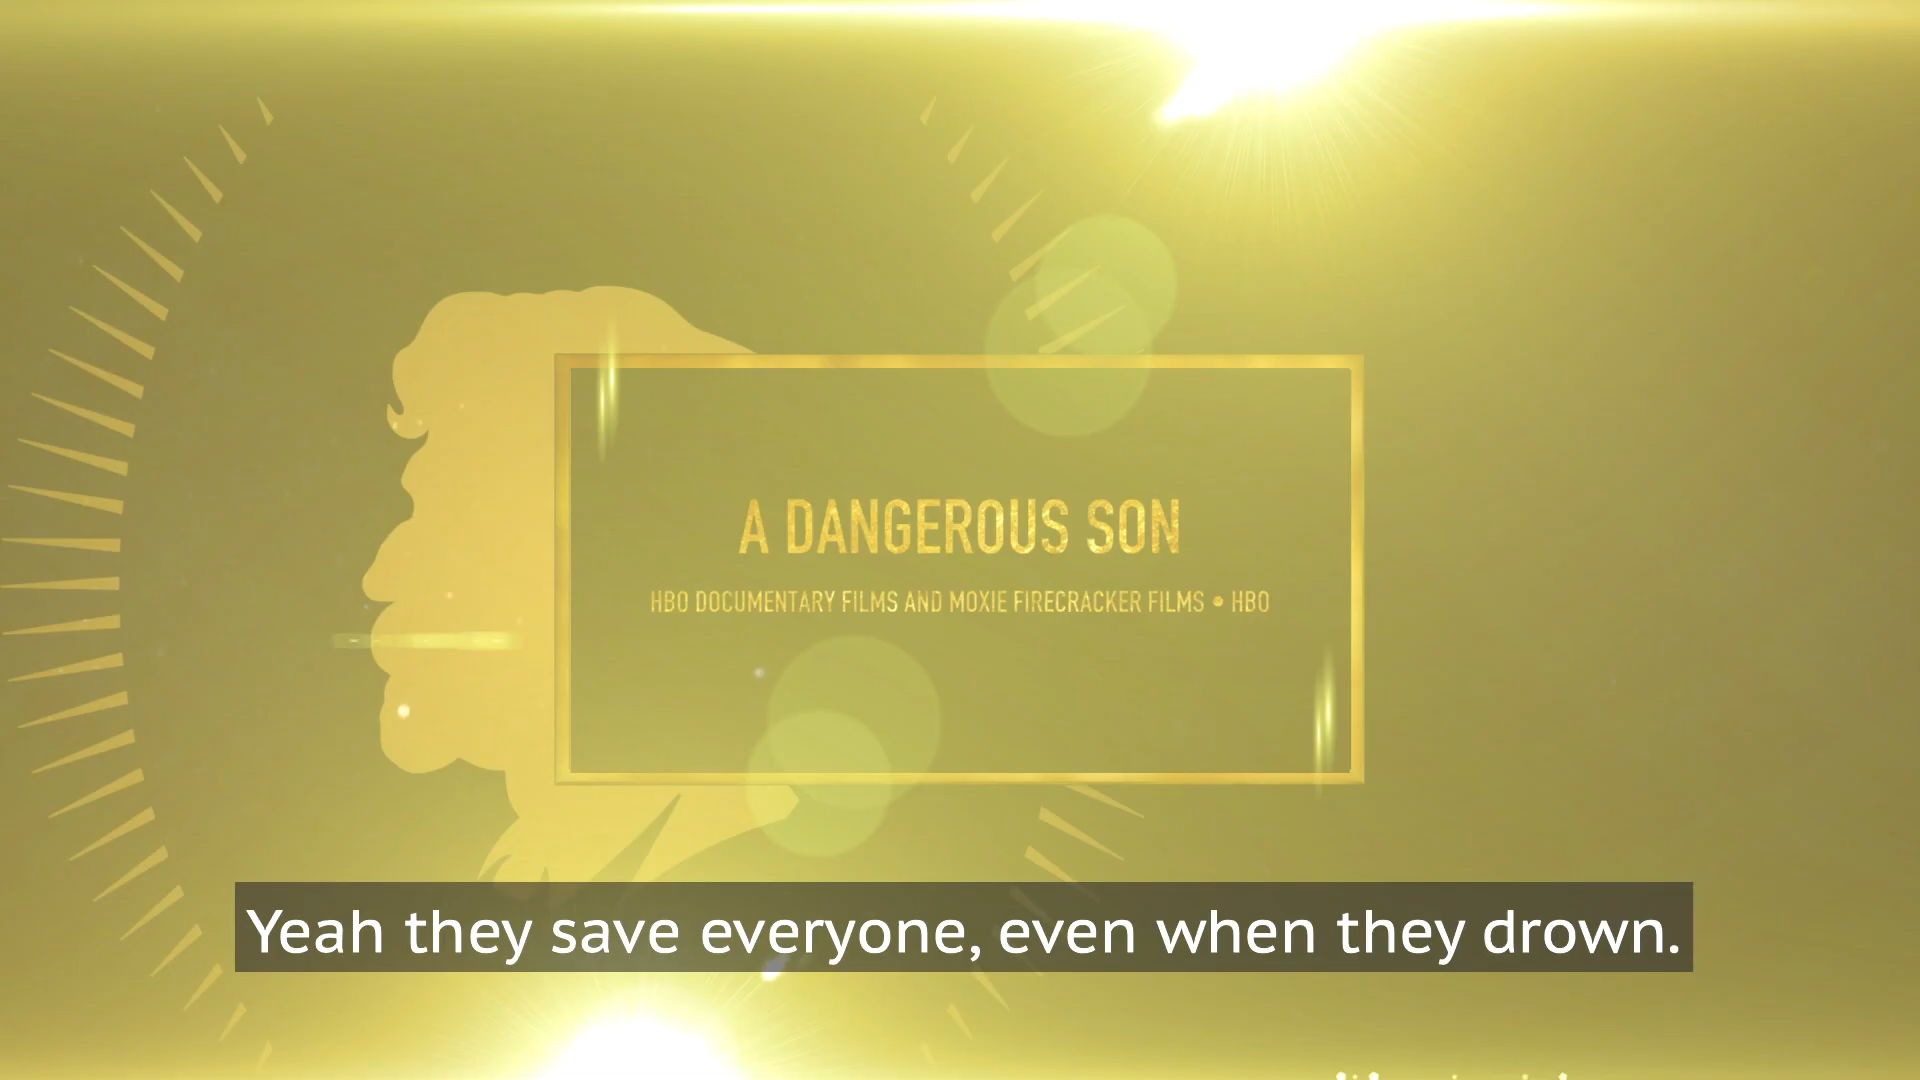 A DANGEROUS SON
HBO DOCUMENTARY FILMS AND MOXIE FIRECRACKER FILMS • HBO
Yeah they save everyone, even when they drown.